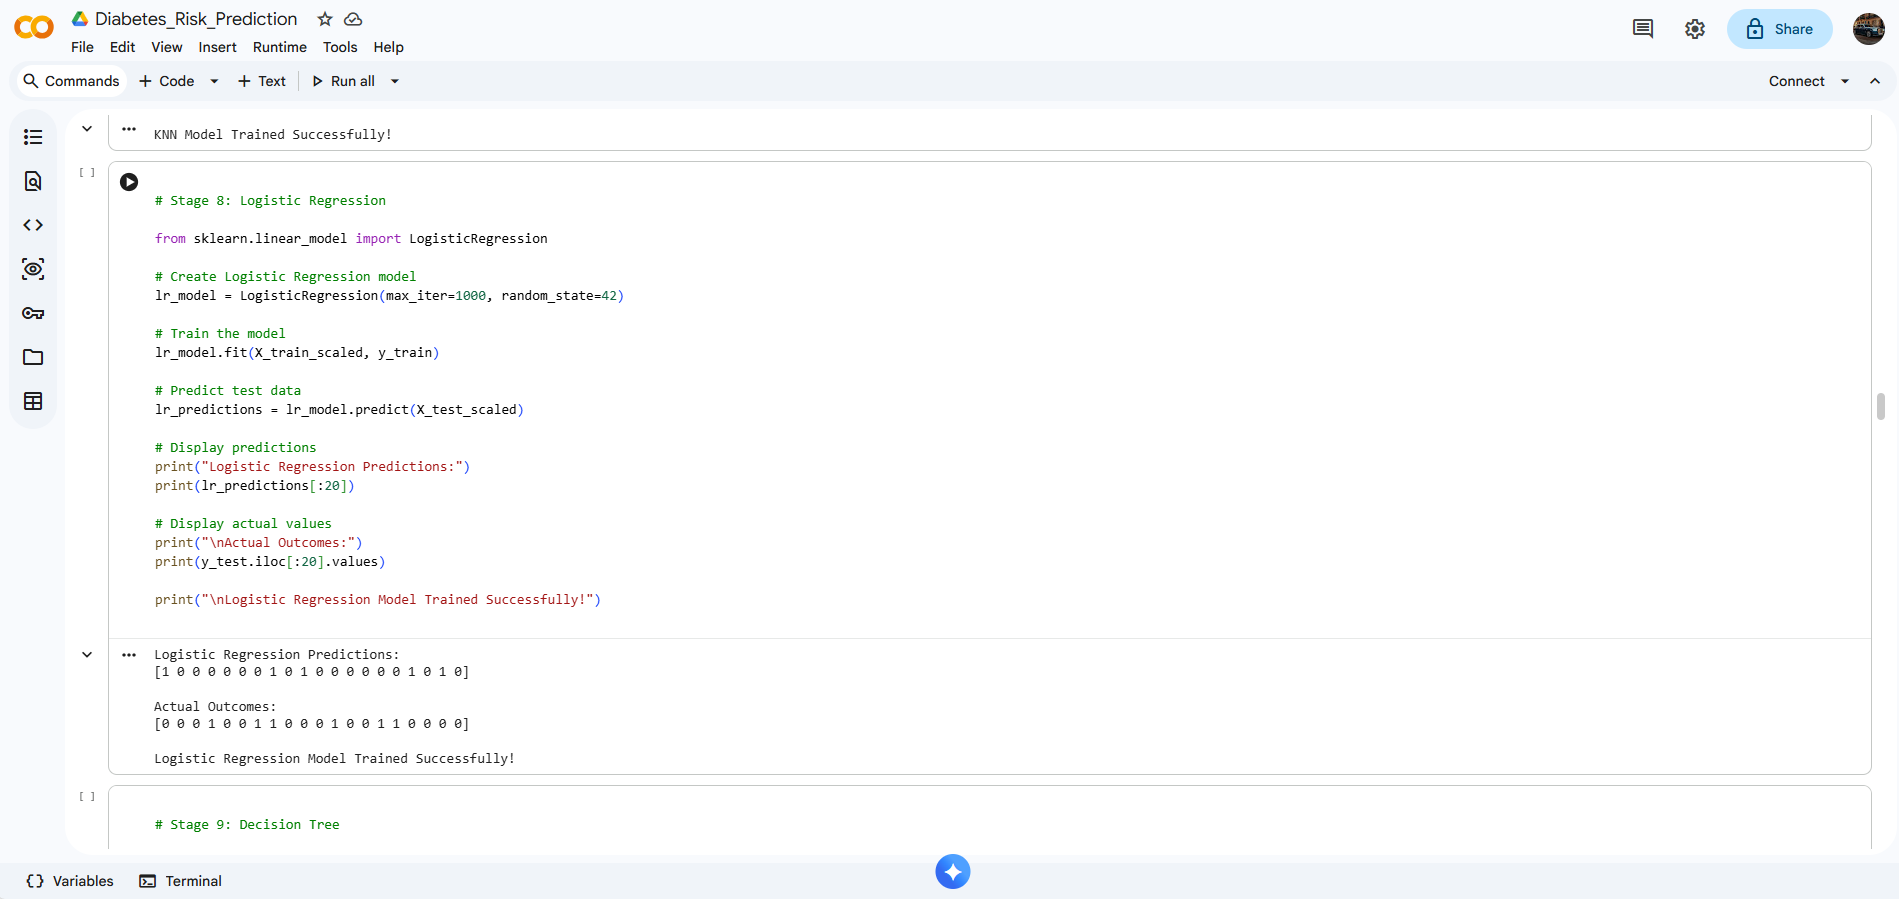 Diabetes_Risk_Prediction
File Edit View Insert Runtime Tools Help
Share
Commands + Code + Text Run all
Connect
KNN Model Trained Successfully!
[ ]
# Stage 8: Logistic Regression
from sklearn.linear_model import LogisticRegression
# Create Logistic Regression model
lr_model = LogisticRegression(max_iter=1000, random_state=42)
# Train the model
lr_model.fit(X_train_scaled, y_train)
# Predict test data
lr_predictions = lr_model.predict(X_test_scaled)
# Display predictions
print("Logistic Regression Predictions:")
print(lr_predictions[:20])
# Display actual values
print("\nActual Outcomes:")
print(y_test.iloc[:20].values)
print("\nLogistic Regression Model Trained Successfully!")
Logistic Regression Predictions:
[1 0 0 0 0 0 0 1 0 1 0 0 0 0 0 0 1 0 1 0]
Actual Outcomes:
[0 0 0 1 0 0 1 1 0 0 0 1 0 0 1 1 0 0 0 0]
Logistic Regression Model Trained Successfully!
[ ]
# Stage 9: Decision Tree
{} Variables Terminal